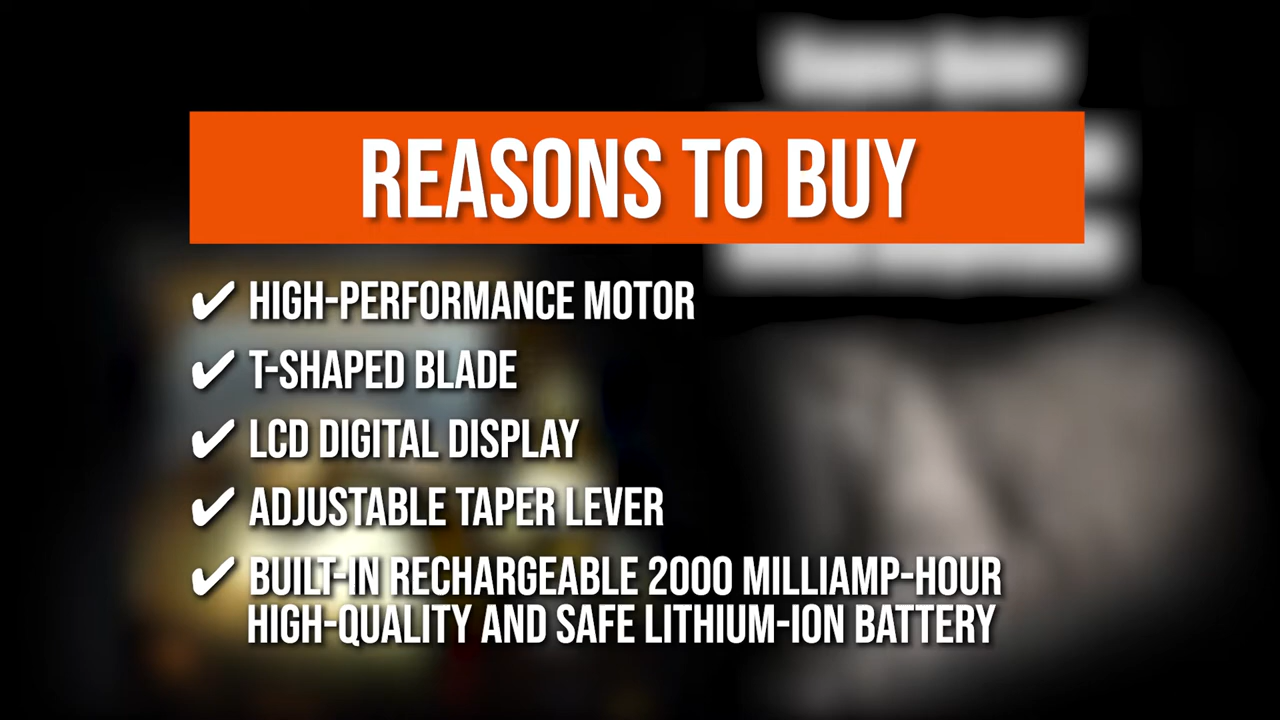 REASONS TO BUY
✔ HIGH-PERFORMANCE MOTOR
✔ T-SHAPED BLADE
✔ LCD DIGITAL DISPLAY
✔ ADJUSTABLE TAPER LEVER
✔ BUILT-IN RECHARGEABLE 2000 MILLIAMP-HOUR
HIGH-QUALITY AND SAFE LITHIUM-ION BATTERY